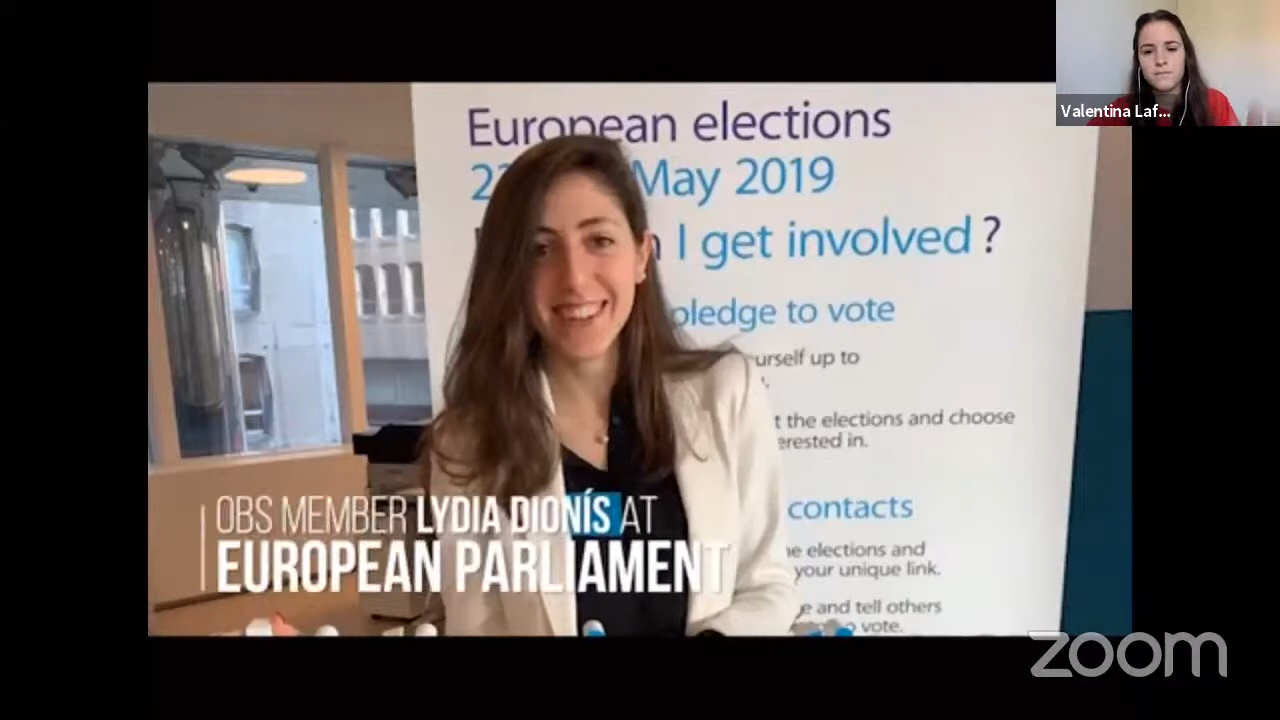 Valentina Laf...
European elections
May 2019
I get involved?
pledge to vote
urself up to
t the elections and choose
erested in.
contacts
e elections and
your unique link.
e and tell others
o vote.
OBS MEMBER LYDIA DIONÍS AT
EUROPEAN PARLIAMENT
zoom